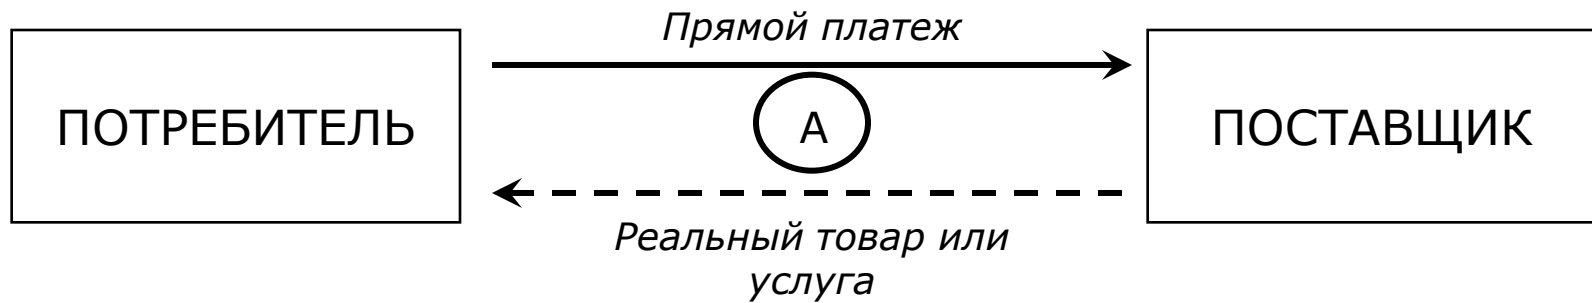 Прямой платеж
ПОТРЕБИТЕЛЬ
А
ПОСТАВЩИК
Реальный товар или
услуга